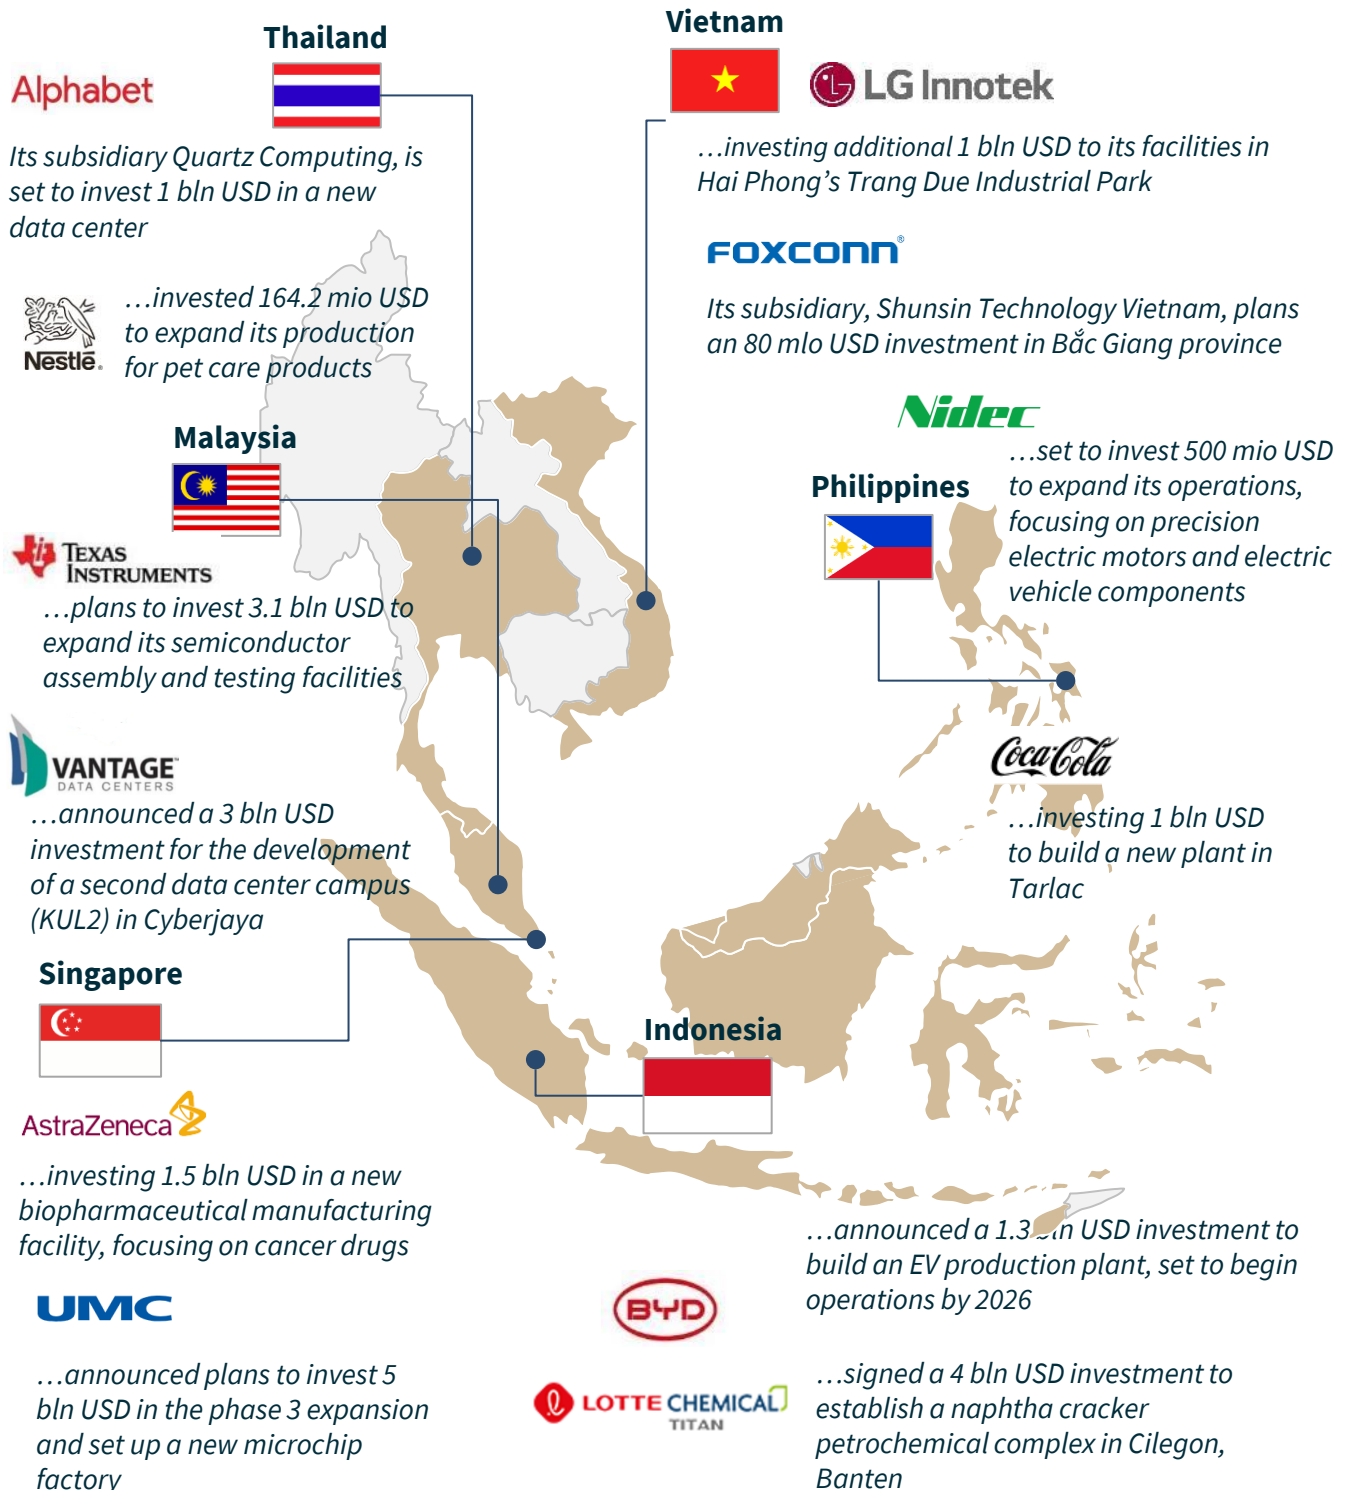 Thailand
Alphabet
Its subsidiary Quartz Computing, is
set to invest 1 bln USD in a new
data center
Nestlé.
…invested 164.2 mio USD
to expand its production
for pet care products
Vietnam
LG Innotek
…investing additional 1 bln USD to its facilities in
Hai Phong's Trang Due Industrial Park
FOXCONN®
Its subsidiary, Shunsin Technology Vietnam, plans
an 80 mlo USD investment in Bắc Giang province
Malaysia
TEXAS
INSTRUMENTS
…plans to invest 3.1 bln USD to
expand its semiconductor
assembly and testing facilities
VANTAGE™
DATA CENTERS
…announced a 3 bln USD
investment for the development
of a second data center campus
(KUL2) in Cyberjaya
Philippines
Nidec
…set to invest 500 mio USD
to expand its operations,
focusing on precision
electric motors and electric
vehicle components
Coca-Cola
…investing 1 bln USD
to build a new plant in
Tarlac
Singapore
AstraZeneca
…investing 1.5 bln USD in a new
biopharmaceutical manufacturing
facility, focusing on cancer drugs
UMC
…announced plans to invest 5
bln USD in the phase 3 expansion
and set up a new microchip
factory
Indonesia
BYD
…announced a 1.3 bln USD investment to
build an EV production plant, set to begin
operations by 2026
LOTTE CHEMICAL
TITAN
…signed a 4 bln USD investment to
establish a naphtha cracker
petrochemical complex in Cilegon,
Banten